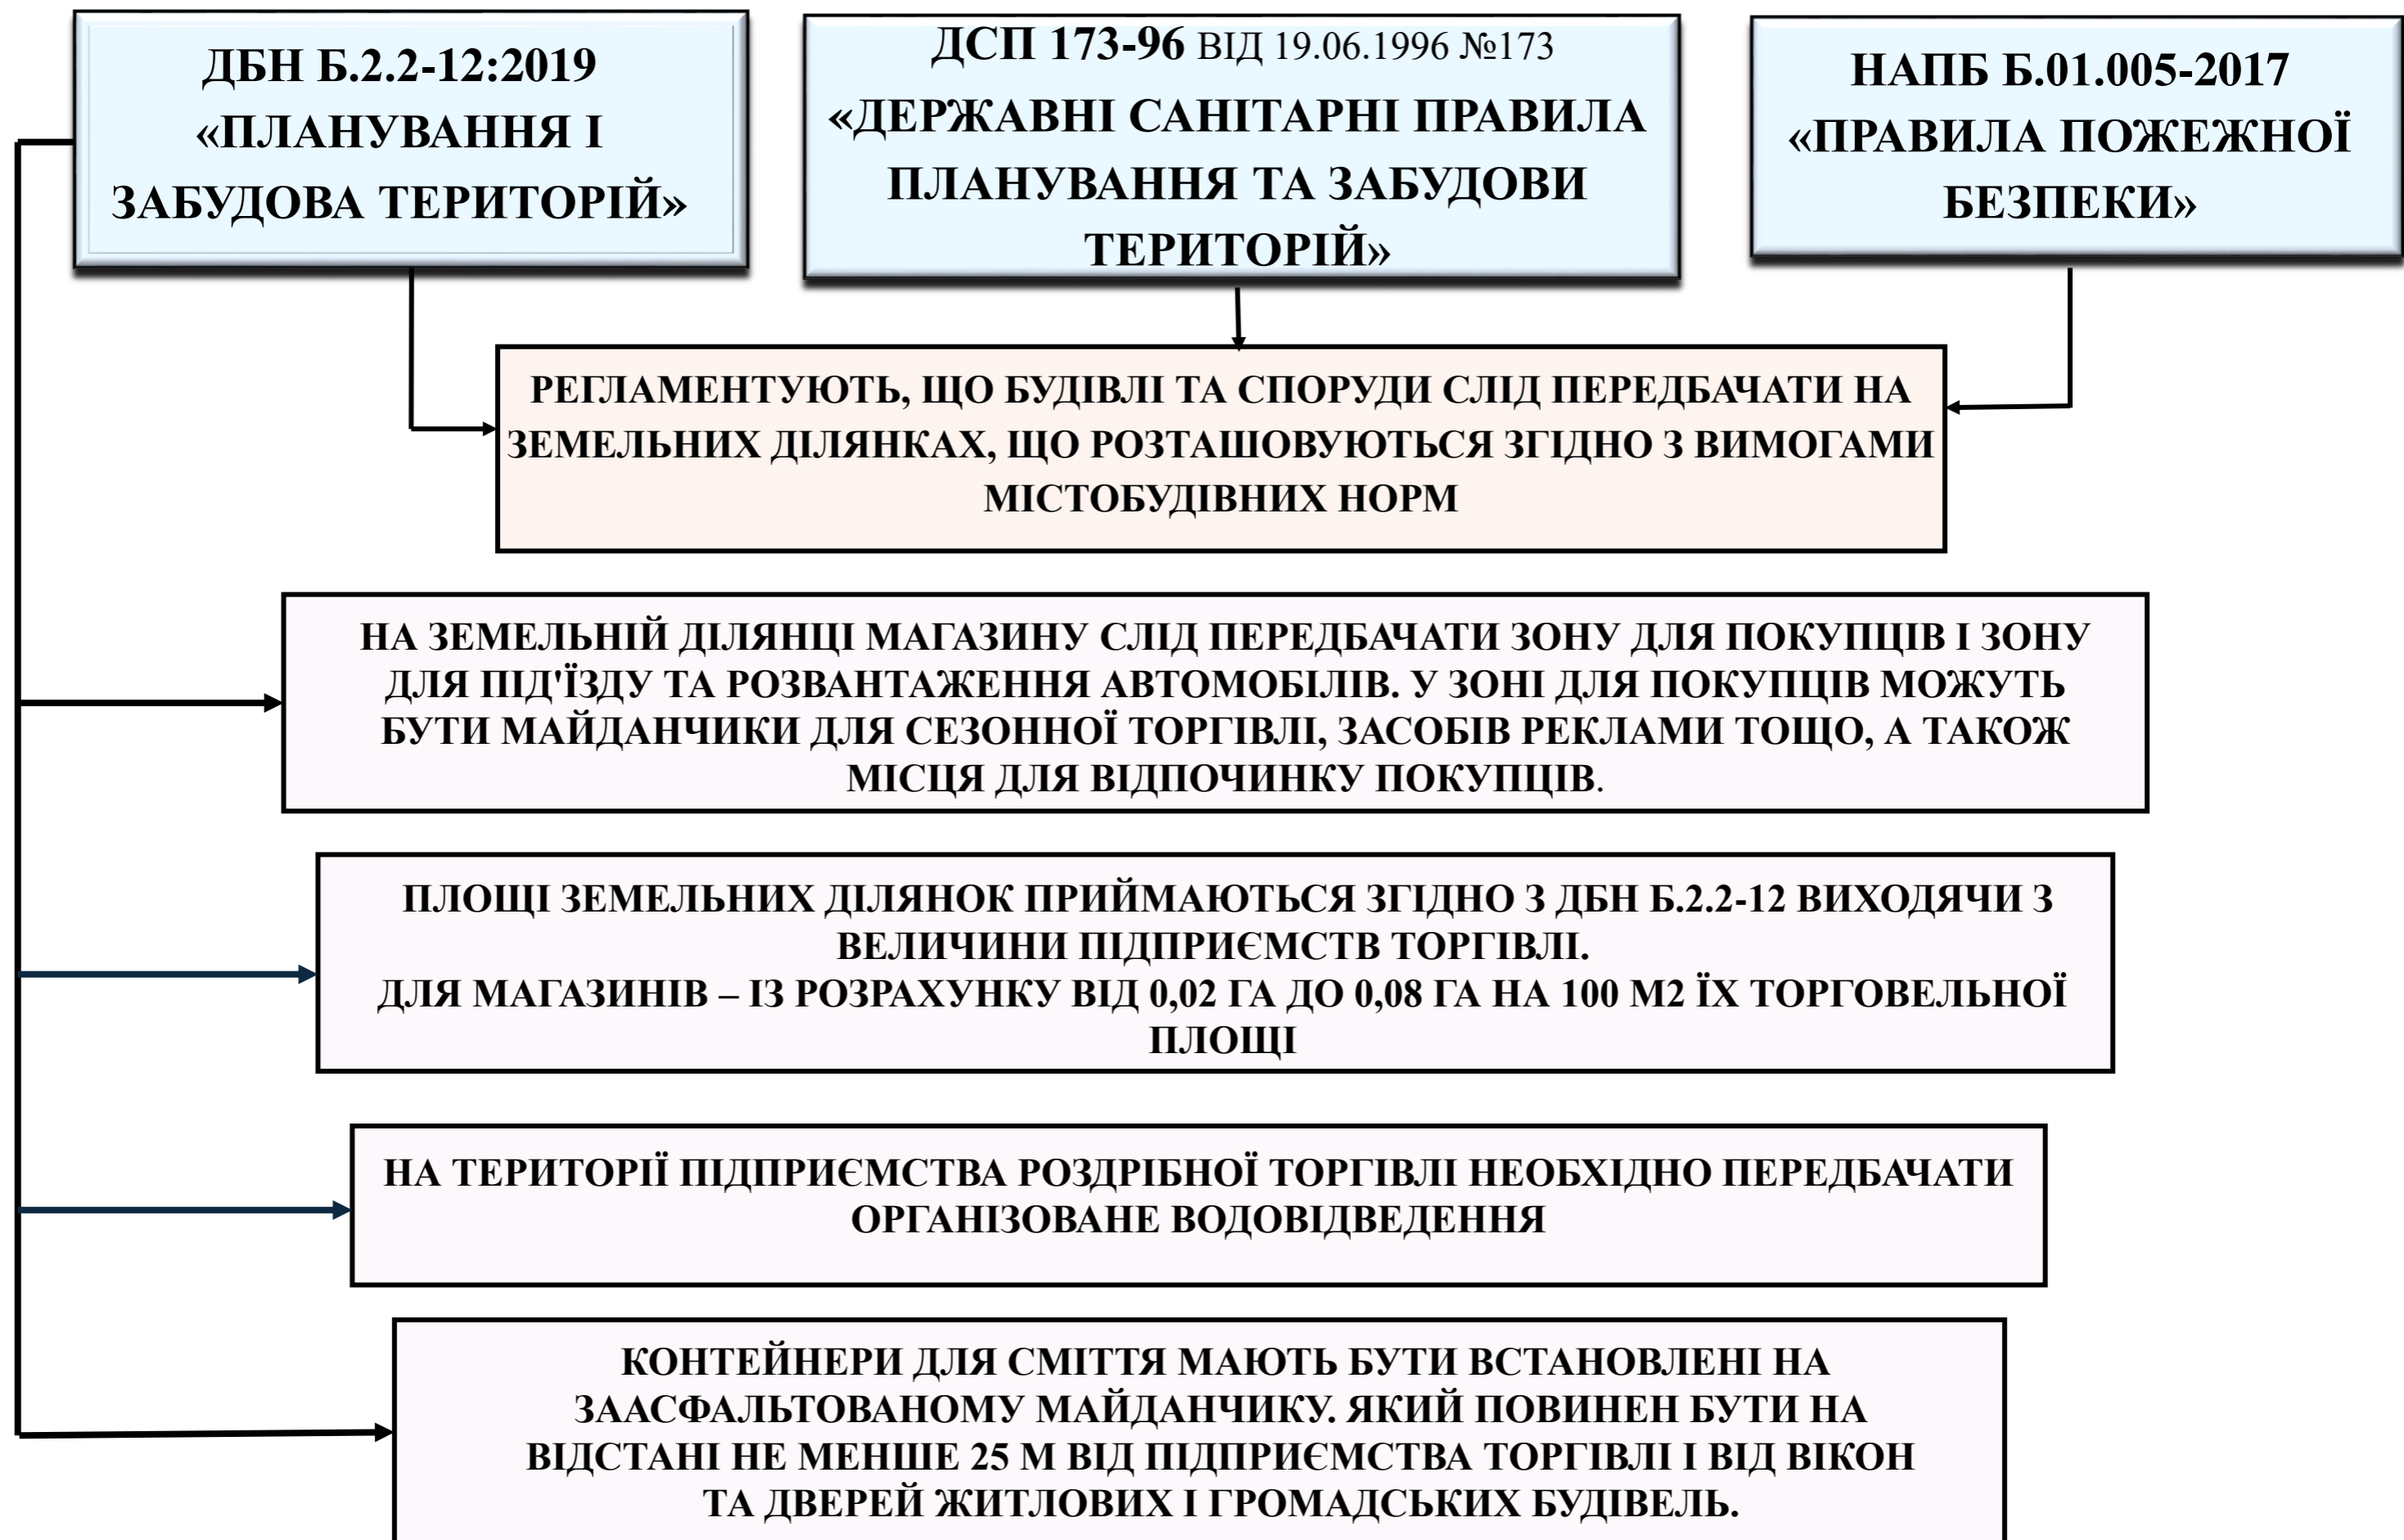 ДБН Б.2.2-12:2019
«ПЛАНУВАННЯ І
ЗАБУДОВА ТЕРИТОРІЙ»
ДСП 173-96 ВІД 19.06.1996 №173
«ДЕРЖАВНІ САНІТАРНІ ПРАВИЛА
ПЛАНУВАННЯ ТА ЗАБУДОВИ
ТЕРИТОРІЙ»
НАПБ Б.01.005-2017
«ПРАВИЛА ПОЖЕЖНОЇ
БЕЗПЕКИ»
РЕГЛАМЕНТУЮТЬ, ЩО БУДІВЛІ ТА СПОРУДИ СЛІД ПЕРЕДБАЧАТИ НА
ЗЕМЕЛЬНИХ ДІЛЯНКАХ, ЩО РОЗТАШОВУЮТЬСЯ ЗГІДНО З ВИМОГАМИ
МІСТОБУДІВНИХ НОРМ
НА ЗЕМЕЛЬНІЙ ДІЛЯНЦІ МАГАЗИНУ СЛІД ПЕРЕДБАЧАТИ ЗОНУ ДЛЯ ПОКУПЦІВ І ЗОНУ
ДЛЯ ПІД'ЇЗДУ ТА РОЗВАНТАЖЕННЯ АВТОМОБІЛІВ. У ЗОНІ ДЛЯ ПОКУПЦІВ МОЖУТЬ
БУТИ МАЙДАНЧИКИ ДЛЯ СЕЗОННОЇ ТОРГІВЛІ, ЗАСОБІВ РЕКЛАМИ ТОЩО, А ТАКОЖ
МІСЦЯ ДЛЯ ВІДПОЧИНКУ ПОКУПЦІВ.
ПЛОЩІ ЗЕМЕЛЬНИХ ДІЛЯНОК ПРИЙМАЮТЬСЯ ЗГІДНО З ДБН Б.2.2-12 ВИХОДЯЧИ З
ВЕЛИЧИНИ ПІДПРИЄМСТВ ТОРГІВЛІ.
ДЛЯ МАГАЗИНІВ – ІЗ РОЗРАХУНКУ ВІД 0,02 ГА ДО 0,08 ГА НА 100 М2 ЇХ ТОРГОВЕЛЬНОЇ
ПЛОЩІ
НА ТЕРИТОРІЇ ПІДПРИЄМСТВА РОЗДРІБНОЇ ТОРГІВЛІ НЕОБХІДНО ПЕРЕДБАЧАТИ
ОРГАНІЗОВАНЕ ВОДОВІДВЕДЕННЯ
КОНТЕЙНЕРИ ДЛЯ СМІТТЯ МАЮТЬ БУТИ ВСТАНОВЛЕНІ НА
ЗААСФАЛЬТОВАНОМУ МАЙДАНЧИКУ. ЯКИЙ ПОВИНЕН БУТИ НА
ВІДСТАНІ НЕ МЕНШЕ 25 М ВІД ПІДПРИЄМСТВА ТОРГІВЛІ І ВІД ВІКОН
ТА ДВЕРЕЙ ЖИТЛОВИХ І ГРОМАДСЬКИХ БУДІВЕЛЬ.